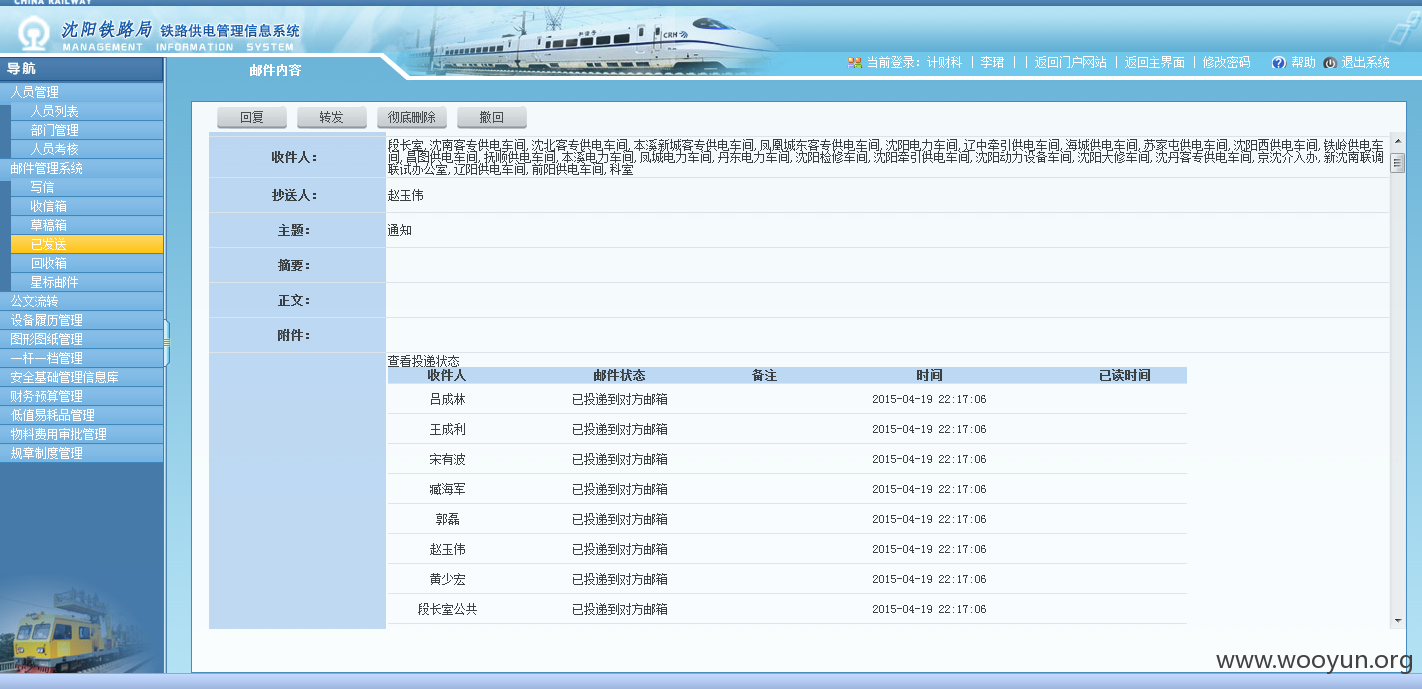 CHINA RAILWAY
沈阳铁路局 铁路供电管理信息系统
MANAGEMENT INFORMATION SYSTEM
CRH
导航
邮件内容
当前登录: 计财科 | 李珺 | | 返回门户网站 | 返回主界面 | 修改密码 帮助 退出系统
人员管理
人员列表
部门管理
人员考核
邮件管理系统
写信
收信箱
草稿箱
已发送
回收箱
星标邮件
公文流转
设备履历管理
图形图纸管理
一杆一档管理
安全基础管理信息库
财务预算管理
低值易耗品管理
物料费用审批管理
规章制度管理
回复 转发 彻底删除 撤回
收件人:
段长室, 沈南客专供电车间, 沈北客专供电车间, 本溪新城客专供电车间, 凤凰城东客专供电车间, 沈阳电力车间, 辽中牵引供电车间, 海城供电车间, 苏家屯供电车间, 沈阳西供电车间, 铁岭供电车
间, 昌图供电车间, 抚顺供电车间, 本溪电力车间, 凤城电力车间, 丹东电力车间, 沈阳检修车间, 沈阳牵引供电车间, 沈阳动力设备车间, 沈阳大修车间, 沈丹客专供电车间, 京沈介入办, 新沈南联调
联试办公室, 辽阳供电车间, 前阳供电车间, 科室
抄送人: 赵玉伟
主题: 通知
摘要:
正文:
附件:
查看投递状态
收件人 邮件状态 备注 时间 已读时间
吕成林 已投递到对方邮箱 2015-04-19 22:17:06
王成利 已投递到对方邮箱 2015-04-19 22:17:06
宋有波 已投递到对方邮箱 2015-04-19 22:17:06
臧海军 已投递到对方邮箱 2015-04-19 22:17:06
郭磊 已投递到对方邮箱 2015-04-19 22:17:06
赵玉伟 已投递到对方邮箱 2015-04-19 22:17:06
黄少宏 已投递到对方邮箱 2015-04-19 22:17:06
段长室公共 已投递到对方邮箱 2015-04-19 22:17:06
www.wooyun.org